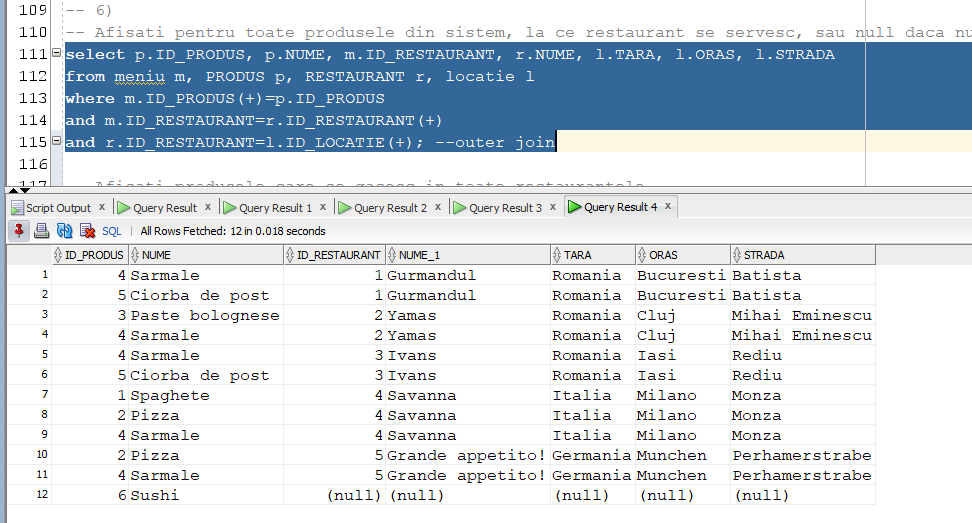 109 -- 6)
110 -- Afisati pentru toate produsele din sistem, la ce restaurant se servesc, sau null daca nu
111 select p.ID_PRODUS, p.NUME, m.ID_RESTAURANT, r.NUME, l.TARA, l.ORAS, l.STRADA
112 from meniu m, PRODUS p, RESTAURANT r, locatie l
113 where m.ID_PRODUS(+)=p.ID_PRODUS
114 and m.ID_RESTAURANT=r.ID_RESTAURANT(+)
115 and r.ID_RESTAURANT=l.ID_LOCATIE(+); --outer join
116
Script Output x Query Result x Query Result 1 x Query Result 2 x Query Result 3 x Query Result 4 x
SQL | All Rows Fetched: 12 in 0.018 seconds
ID_PRODUS NUME ID_RESTAURANT NUME_1 TARA ORAS STRADA
1 4 Sarmale 1 Gurmandul Romania Bucuresti Batista
2 5 Ciorba de post 1 Gurmandul Romania Bucuresti Batista
3 3 Paste bolognese 2 Yamas Romania Cluj Mihai Eminescu
4 4 Sarmale 2 Yamas Romania Cluj Mihai Eminescu
5 4 Sarmale 3 Ivans Romania Iasi Rediu
6 5 Ciorba de post 3 Ivans Romania Iasi Rediu
7 1 Spaghete 4 Savanna Italia Milano Monza
8 2 Pizza 4 Savanna Italia Milano Monza
9 4 Sarmale 4 Savanna Italia Milano Monza
10 2 Pizza 5 Grande appetito! Germania Munchen Perhamerstrabe
11 4 Sarmale 5 Grande appetito! Germania Munchen Perhamerstrabe
12 6 Sushi (null) (null) (null) (null) (null)